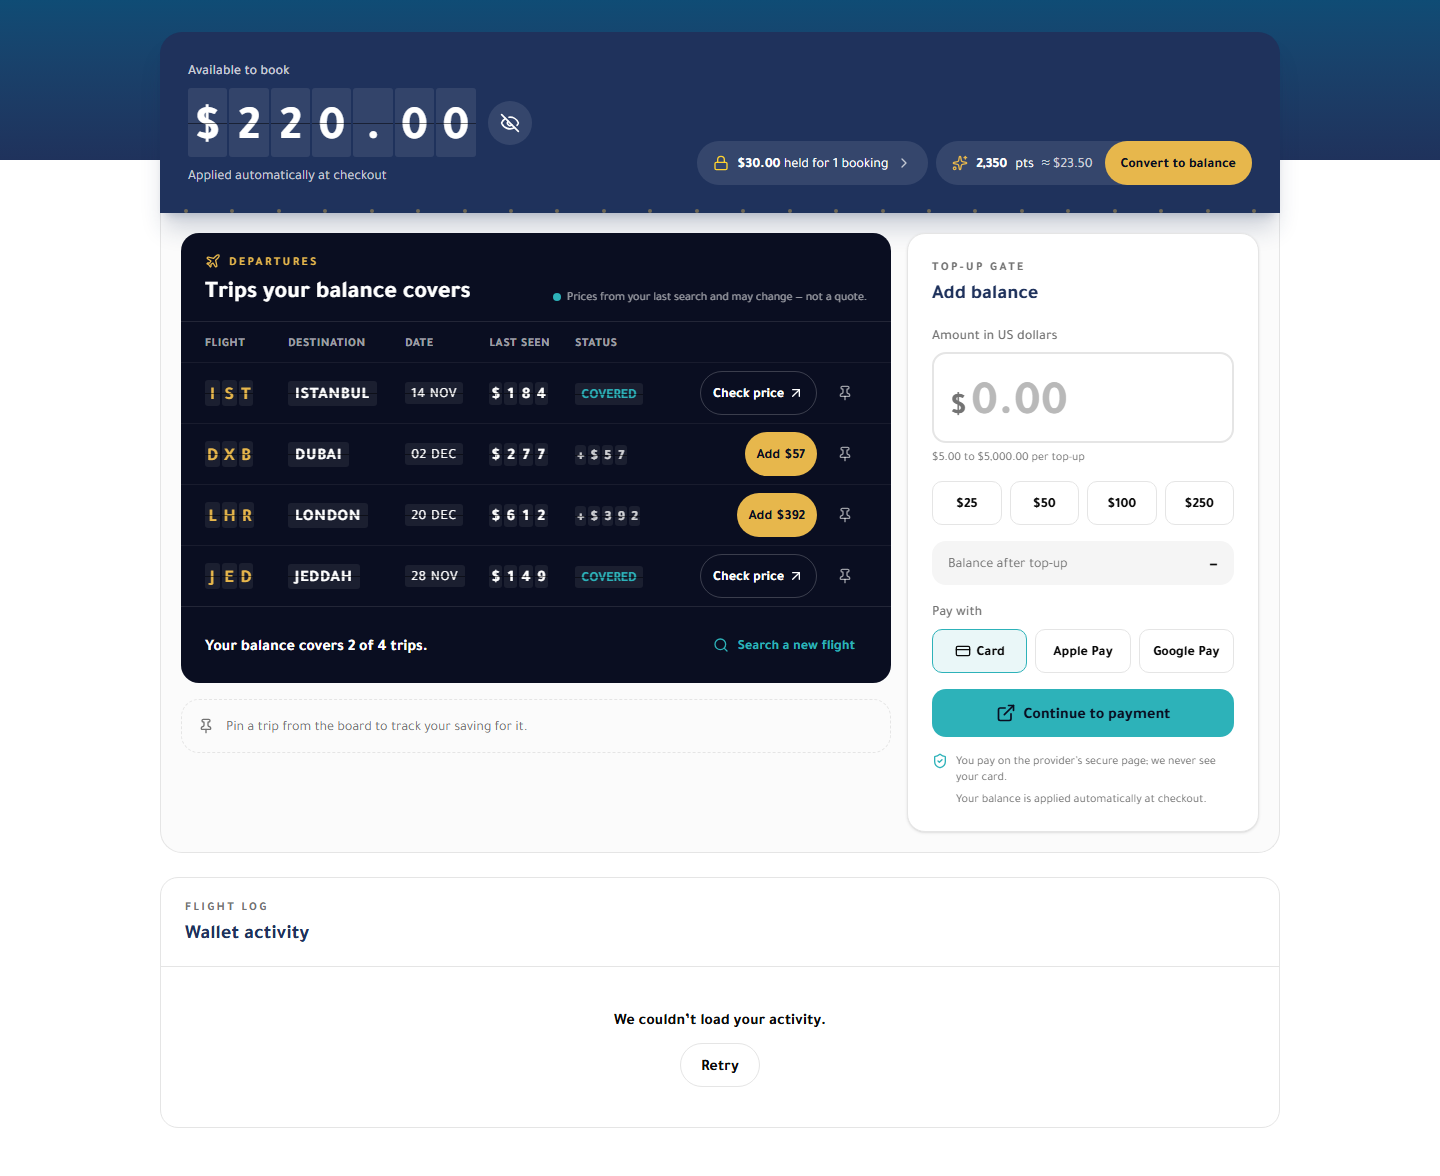 Available to book
$220.00
Applied automatically at checkout
$30.00 held for 1 booking
2,350 pts ≈ $23.50
Convert to balance
DEPARTURES
Trips your balance covers
Prices from your last search and may change — not a quote.
FLIGHT DESTINATION DATE LAST SEEN STATUS
IST ISTANBUL 14 NOV $184 COVERED Check price
DXB DUBAI 02 DEC $277 +$57 Add $57
LHR LONDON 20 DEC $612 +$392 Add $392
JED JEDDAH 28 NOV $149 COVERED Check price
Your balance covers 2 of 4 trips.
Search a new flight
Pin a trip from the board to track your saving for it.
TOP-UP GATE
Add balance
Amount in US dollars
$ 0.00
$5.00 to $5,000.00 per top-up
$25 $50 $100 $250
Balance after top-up –
Pay with
Card Apple Pay Google Pay
Continue to payment
You pay on the provider's secure page; we never see
your card.
Your balance is applied automatically at checkout.
FLIGHT LOG
Wallet activity
We couldn't load your activity.
Retry